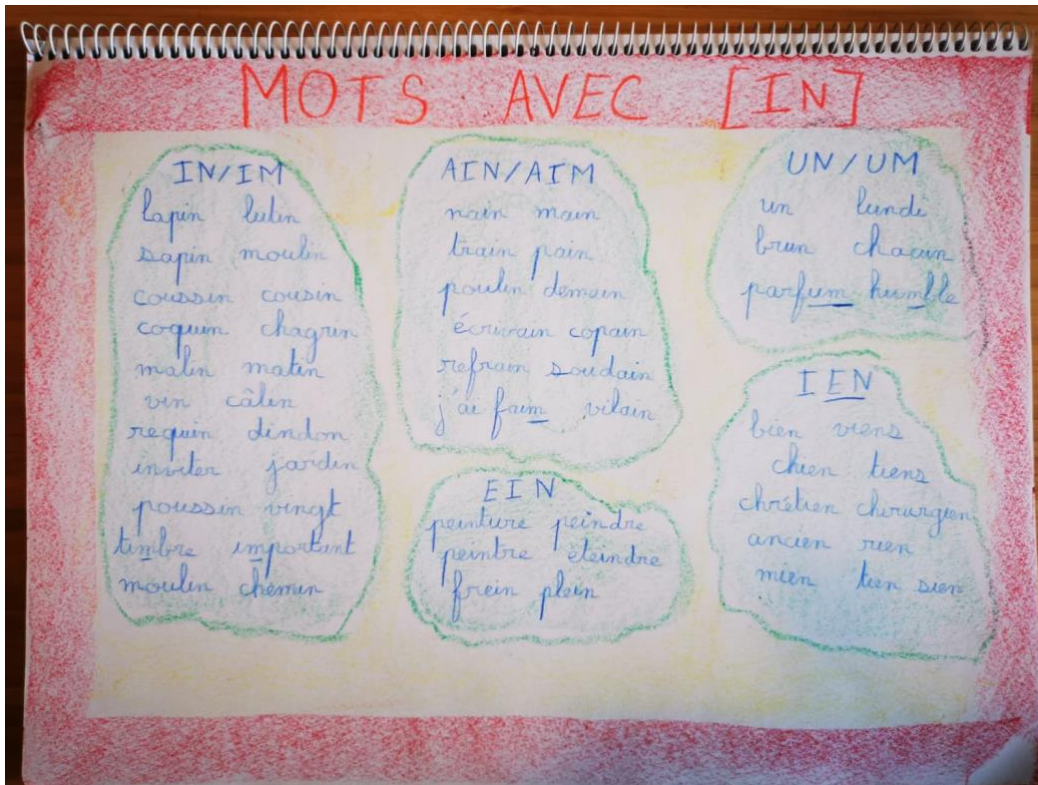 MOTS AVEC [IN]
IN/IM
lapin lutin
sapin moulin
coussin cousin
coquin chagrin
malin matin
vin câlin
requin dindon
inviter jardin
poussin vingt
timbre important
moulin chemin
AIN/AIM
nain main
train pain
poulin demain
écrivain copain
refrain soudain
j'ai faim vilain
EIN
peinture peindre
peintre éteindre
frein plein
UN/UM
un lundi
brun chacun
parfum humble
IEN
bien viens
chien tiens
chrétien chirurgien
ancien rien
mien tien sien